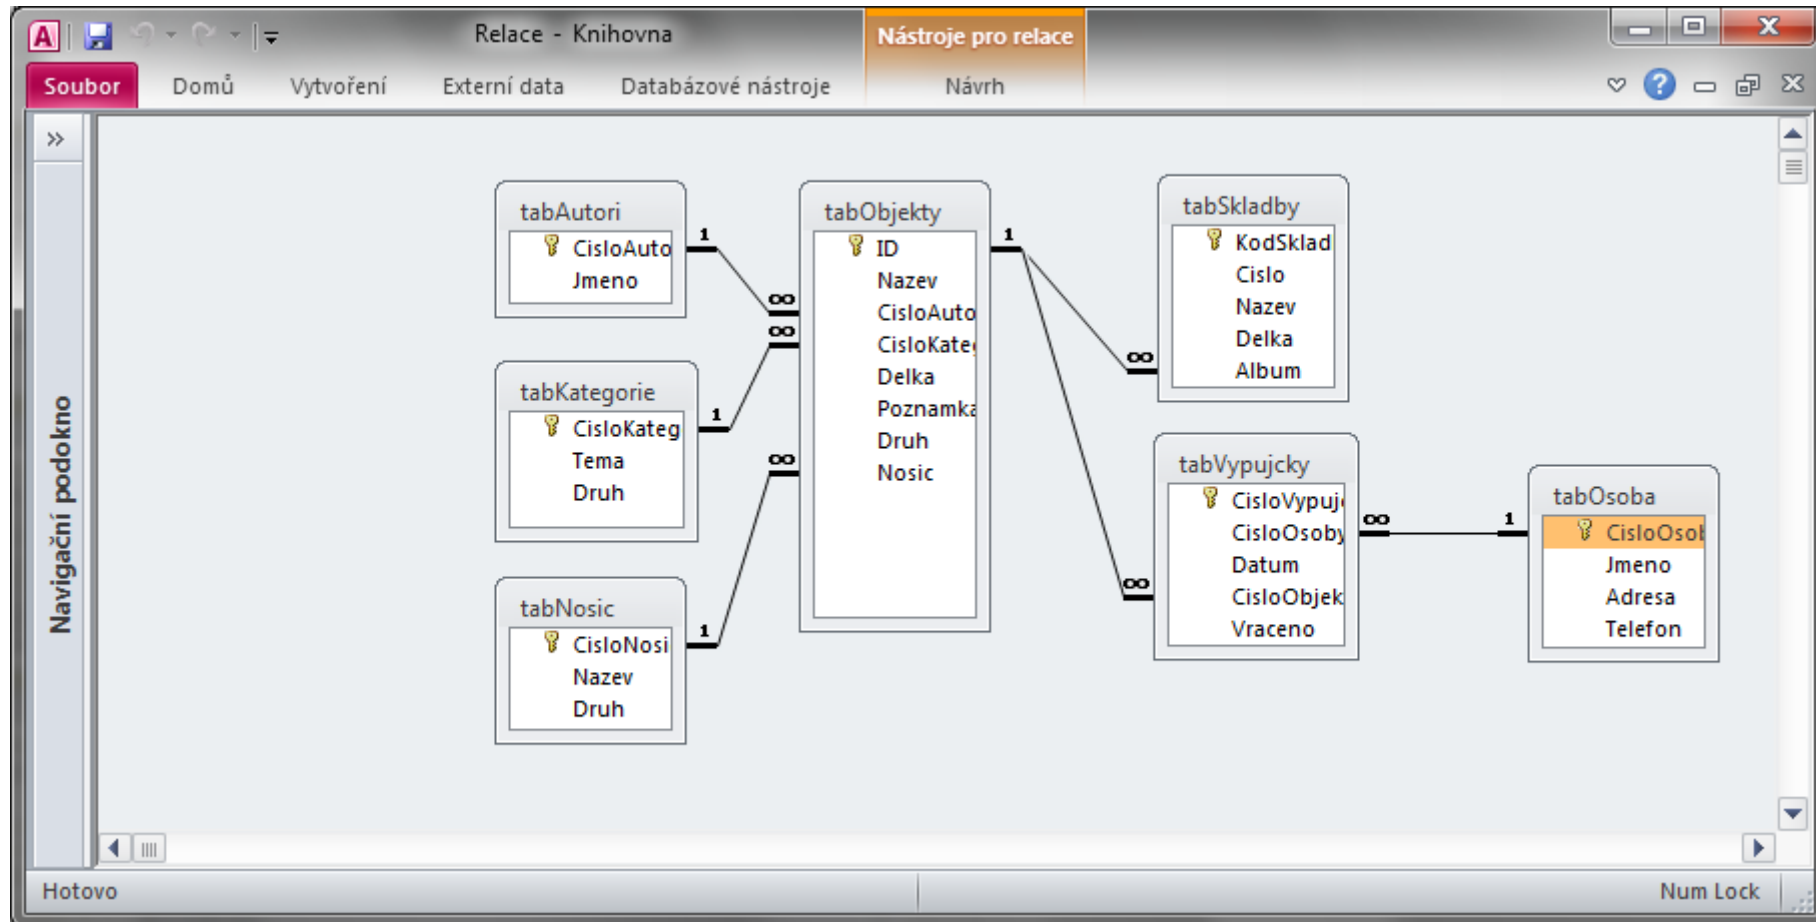 Relace - Knihovna
Nástroje pro relace
Soubor Domů Vytvoření Externí data Databázové nástroje Návrh
Navigační podokno
tabAutori
CisloAuto
Jmeno
1
∞
tabKategorie
CisloKateg
Tema
Druh
1
∞
tabNosic
CisloNosi
Nazev
Druh
1
∞
tabObjekty
ID
Nazev
CisloAuto
CisloKate
Delka
Poznamka
Druh
Nosic
1
tabSkladby
KodSklad
Cislo
Nazev
Delka
Album
∞
tabVypujcky
CisloVypuj
CisloOsoby
Datum
CisloObjek
Vraceno
∞
∞
1
tabOsoba
CisloOsob
Jmeno
Adresa
Telefon
Hotovo
Num Lock